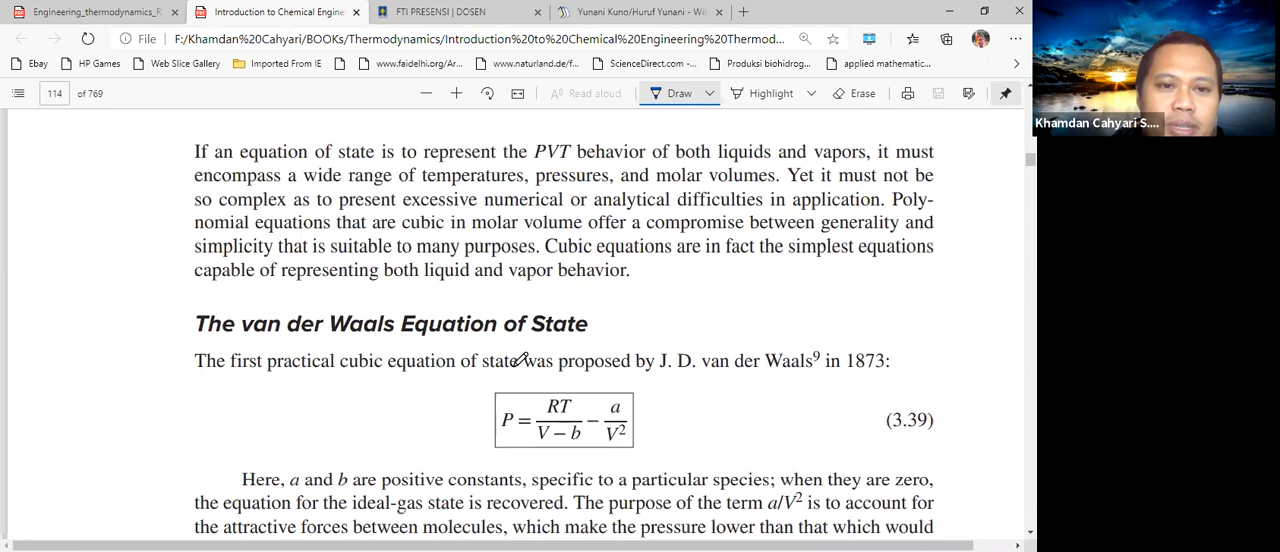 Engineering_thermodynamics_R
Introduction to Chemical Enginee
FTI PRESENSI | DOSEN
Yunani Kuno/Huruf Yunani - Wik
File
F:/Khamdan%20Cahyari/BOOKs/Thermodynamics/Introduction%20to%20Chemical%20Engineering%20Thermod...
Ebay
HP Games
Web Slice Gallery
Imported From IE
www.faidelhq.org/Ar...
www.naturland.de/f...
ScienceDirect.com -...
Produksi biohidrog...
applied mathematic...
114 of 769
Read aloud
Draw
Highlight
Erase
Khamdan Cahyari S....
If an equation of state is to represent the PVT behavior of both liquids and vapors, it must
encompass a wide range of temperatures, pressures, and molar volumes. Yet it must not be
so complex as to present excessive numerical or analytical difficulties in application. Poly-
nomial equations that are cubic in molar volume offer a compromise between generality and
simplicity that is suitable to many purposes. Cubic equations are in fact the simplest equations
capable of representing both liquid and vapor behavior.
The van der Waals Equation of State
The first practical cubic equation of state was proposed by J. D. van der Waals⁹ in 1873:
P = RT / (V − b) − a / V² (3.39)
Here, a and b are positive constants, specific to a particular species; when they are zero,
the equation for the ideal-gas state is recovered. The purpose of the term a/V² is to account for
the attractive forces between molecules, which make the pressure lower than that which would